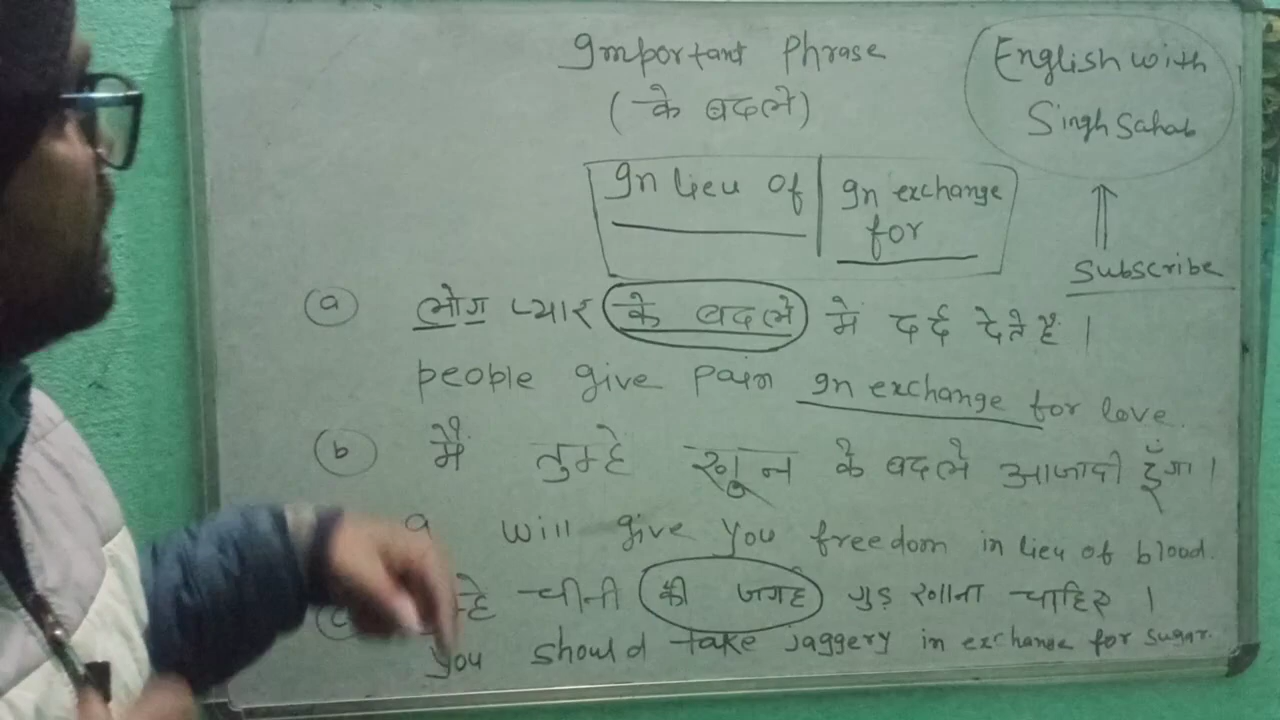 Important Phrase
(के बदले)
English with
Singh Sahab
In lieu of | In exchange
for
Subscribe
(a) लोग प्यार के बदले मे दर्द देते है।
people give pain In exchange for love.
(b) मै तुम्हे खून के बदले आजादी दूँगा।
I will give you freedom in lieu of blood.
(c) चीनी की जगह गुड़ खाना चाहिए।
you should take jaggery in exchange for sugar.